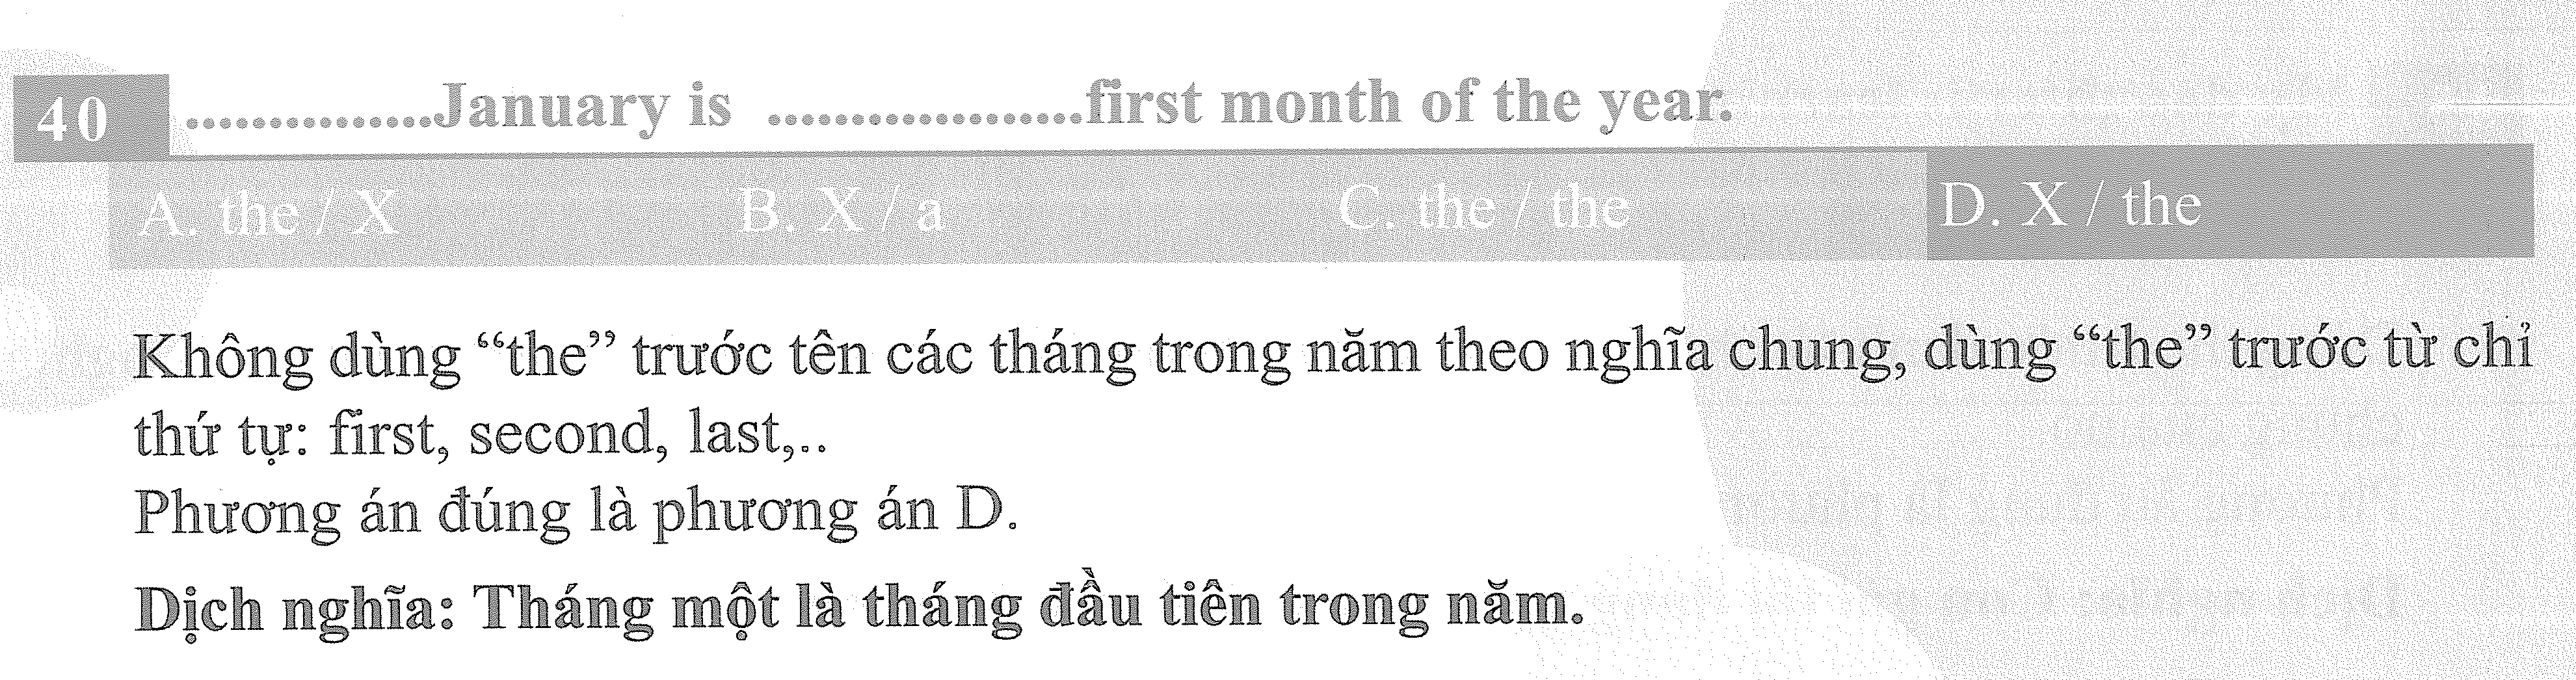 40 ..............January is ..................first month of the year.
A. the / X B. X / a C. the / the D. X / the
Không dùng “the” trước tên các tháng trong năm theo nghĩa chung, dùng “the” trước từ chỉ
thứ tự: first, second, last,..
Phương án đúng là phương án D.
Dịch nghĩa: Tháng một là tháng đầu tiên trong năm.